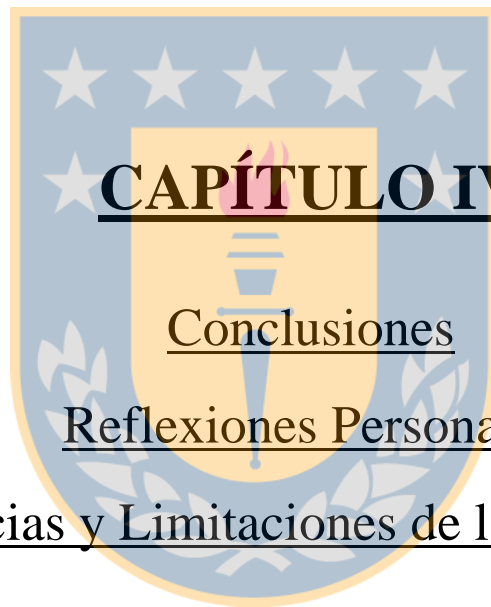 CAPÍTULO IV
Conclusiones
Reflexiones Persona
cias y Limitaciones de l